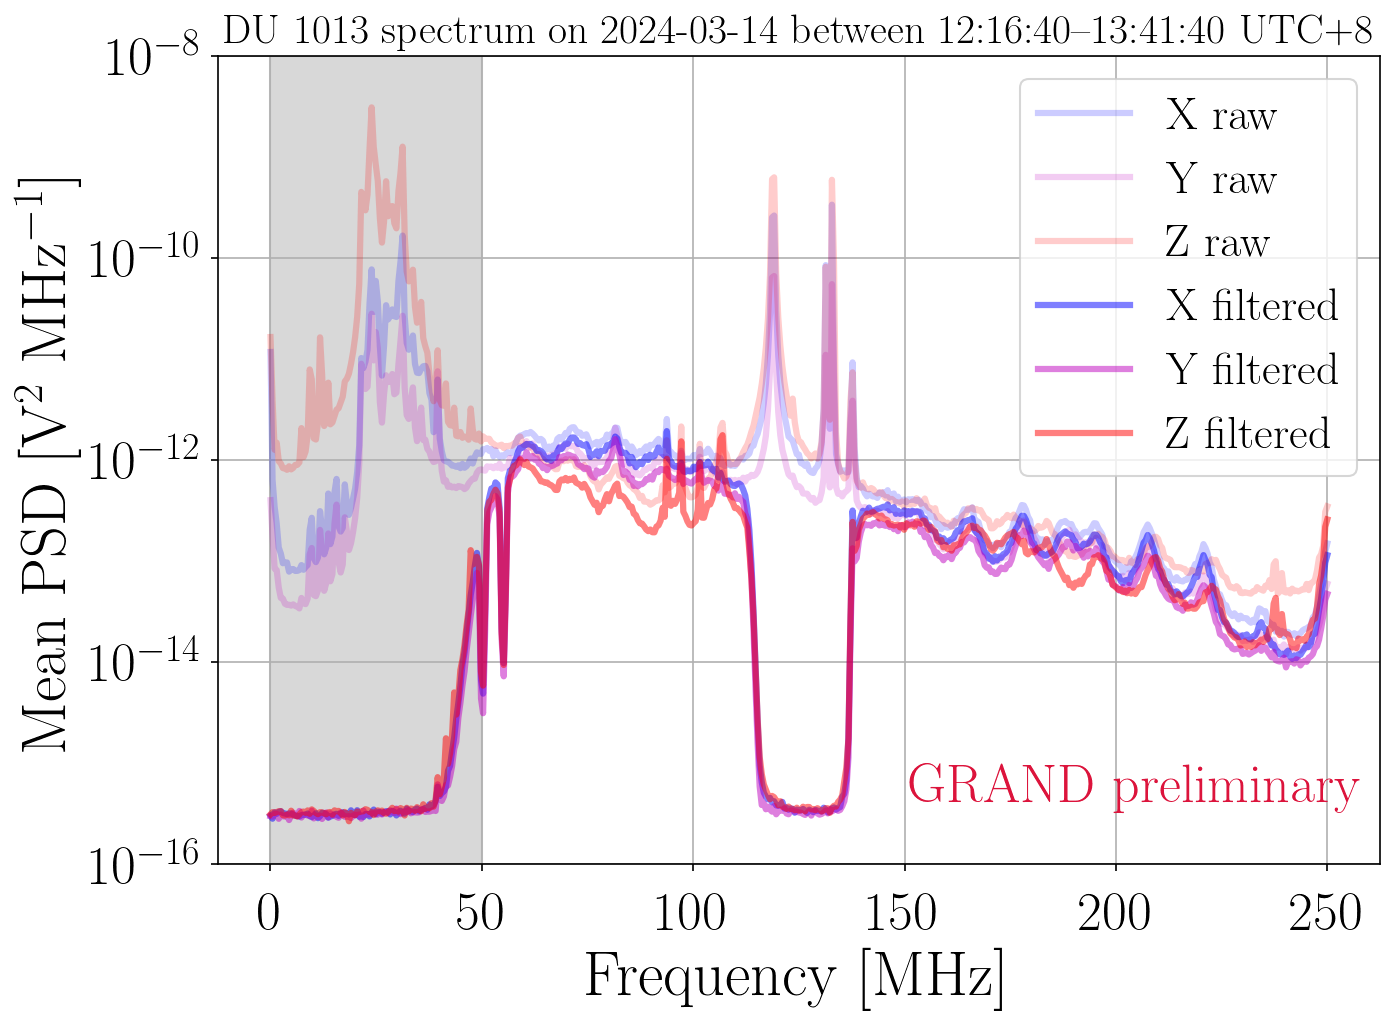 DU 1013 spectrum on 2024-03-14 between 12:16:40–13:41:40 UTC+8
10⁻⁸
10⁻¹⁰
10⁻¹²
10⁻¹⁴
10⁻¹⁶
Mean PSD [V² MHz⁻¹]
X raw
Y raw
Z raw
X filtered
Y filtered
Z filtered
GRAND preliminary
0 50 100 150 200 250
Frequency [MHz]